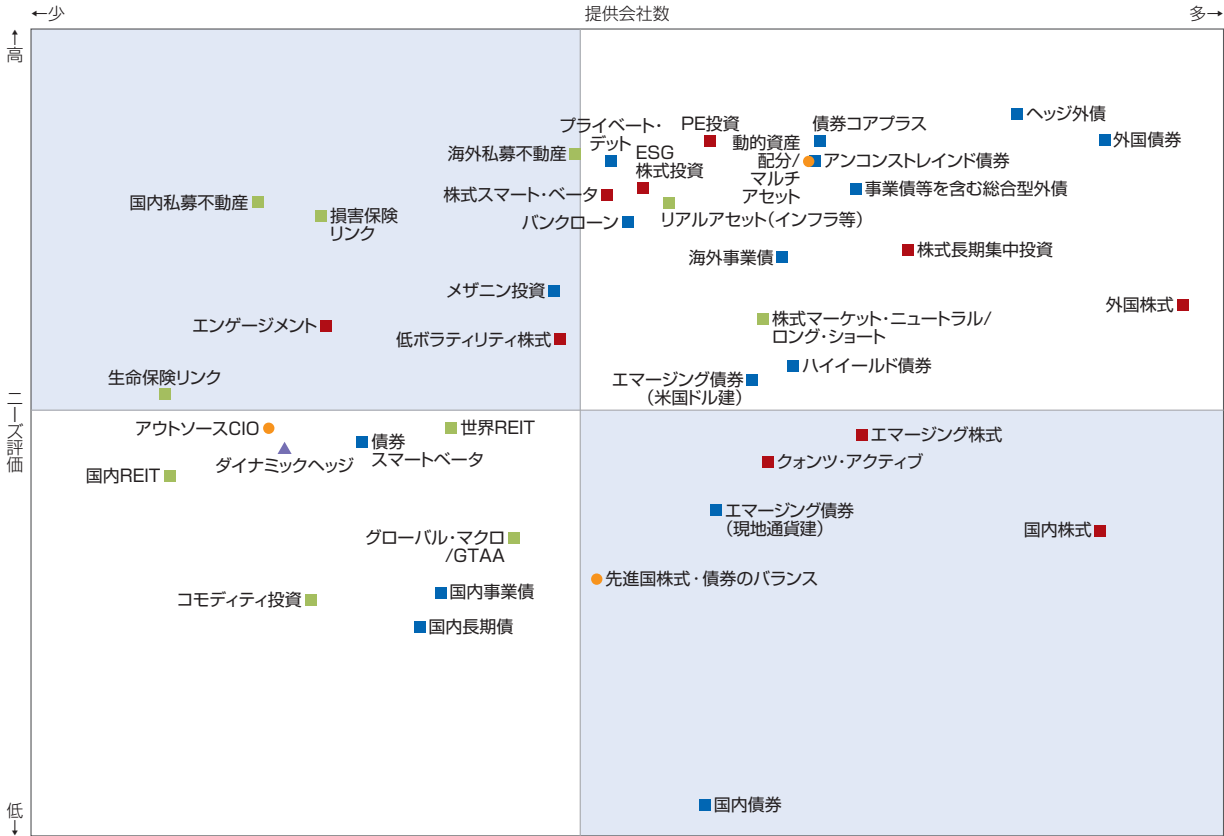 ←少
提供会社数
多→
↑高
ニーズ評価
低↓
ヘッジ外債
プライベート・
デット
PE投資
債券コアプラス
外国債券
海外私募不動産
ESG
株式投資
動的資産
配分/
マルチ
アセット
アンコンストレインド債券
株式スマート・ベータ
事業債等を含む総合型外債
国内私募不動産
損害保険
リンク
バンクローン
リアルアセット(インフラ等)
海外事業債
株式長期集中投資
メザニン投資
外国株式
エンゲージメント
低ボラティリティ株式
株式マーケット・ニュートラル/
ロング・ショート
ハイイールド債券
生命保険リンク
エマージング債券
(米国ドル建)
アウトソースCIO
世界REIT
エマージング株式
債券
スマートベータ
ダイナミックヘッジ
クォンツ・アクティブ
国内REIT
エマージング債券
(現地通貨建)
国内株式
グローバル・マクロ
/GTAA
先進国株式・債券のバランス
国内事業債
コモディティ投資
国内長期債
国内債券